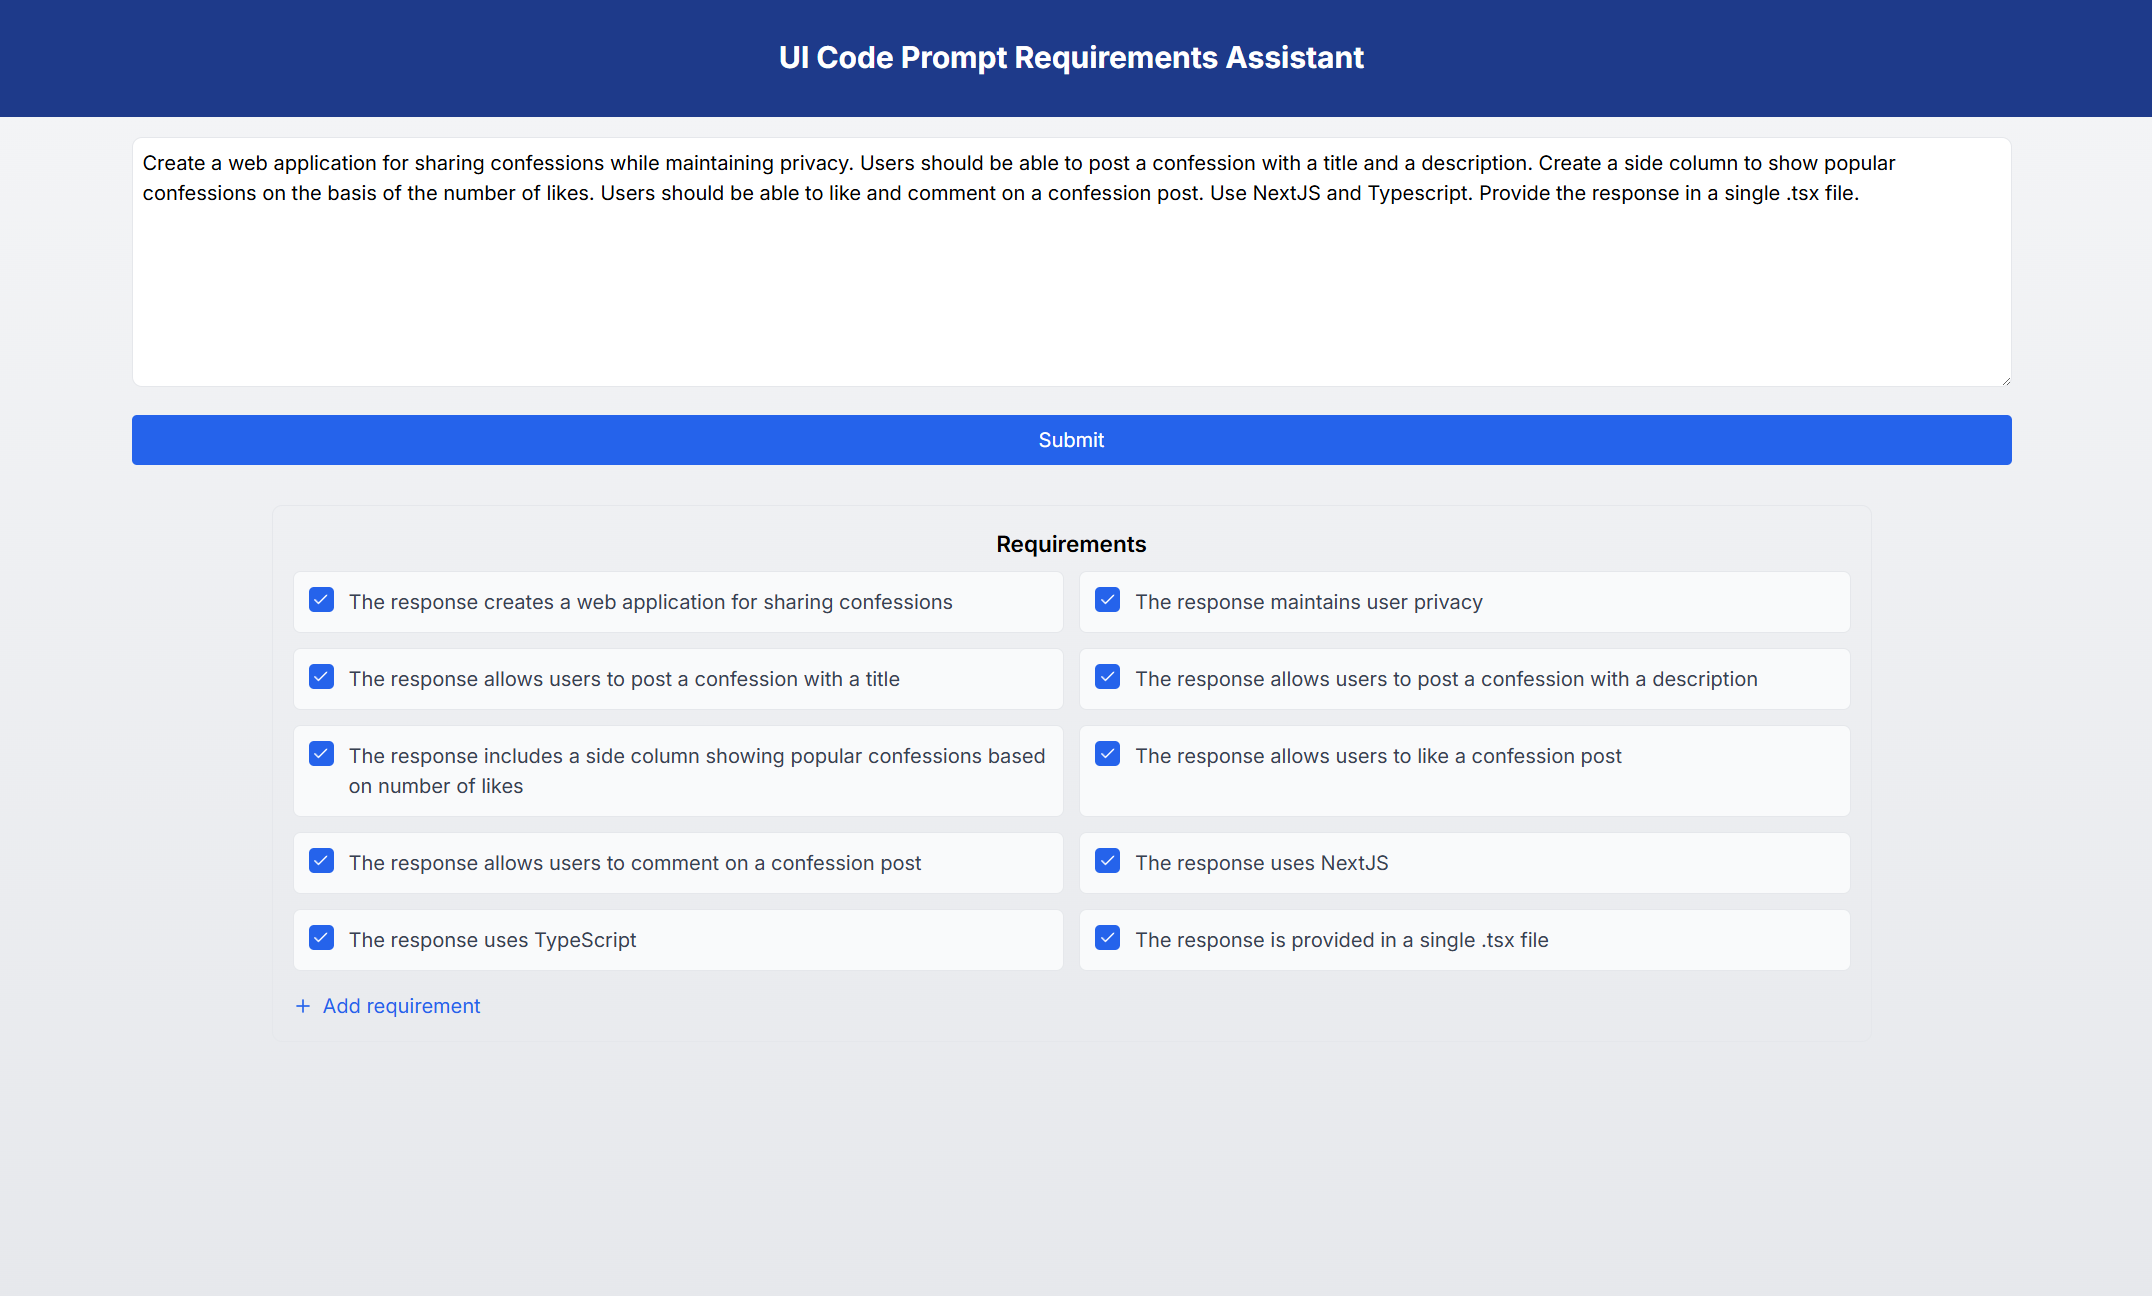 UI Code Prompt Requirements Assistant
Create a web application for sharing confessions while maintaining privacy. Users should be able to post a confession with a title and a description. Create a side column to show popular
confessions on the basis of the number of likes. Users should be able to like and comment on a confession post. Use NextJS and Typescript. Provide the response in a single .tsx file.
Submit
Requirements
The response creates a web application for sharing confessions
The response maintains user privacy
The response allows users to post a confession with a title
The response allows users to post a confession with a description
The response includes a side column showing popular confessions based
on number of likes
The response allows users to like a confession post
The response allows users to comment on a confession post
The response uses NextJS
The response uses TypeScript
The response is provided in a single .tsx file
+ Add requirement